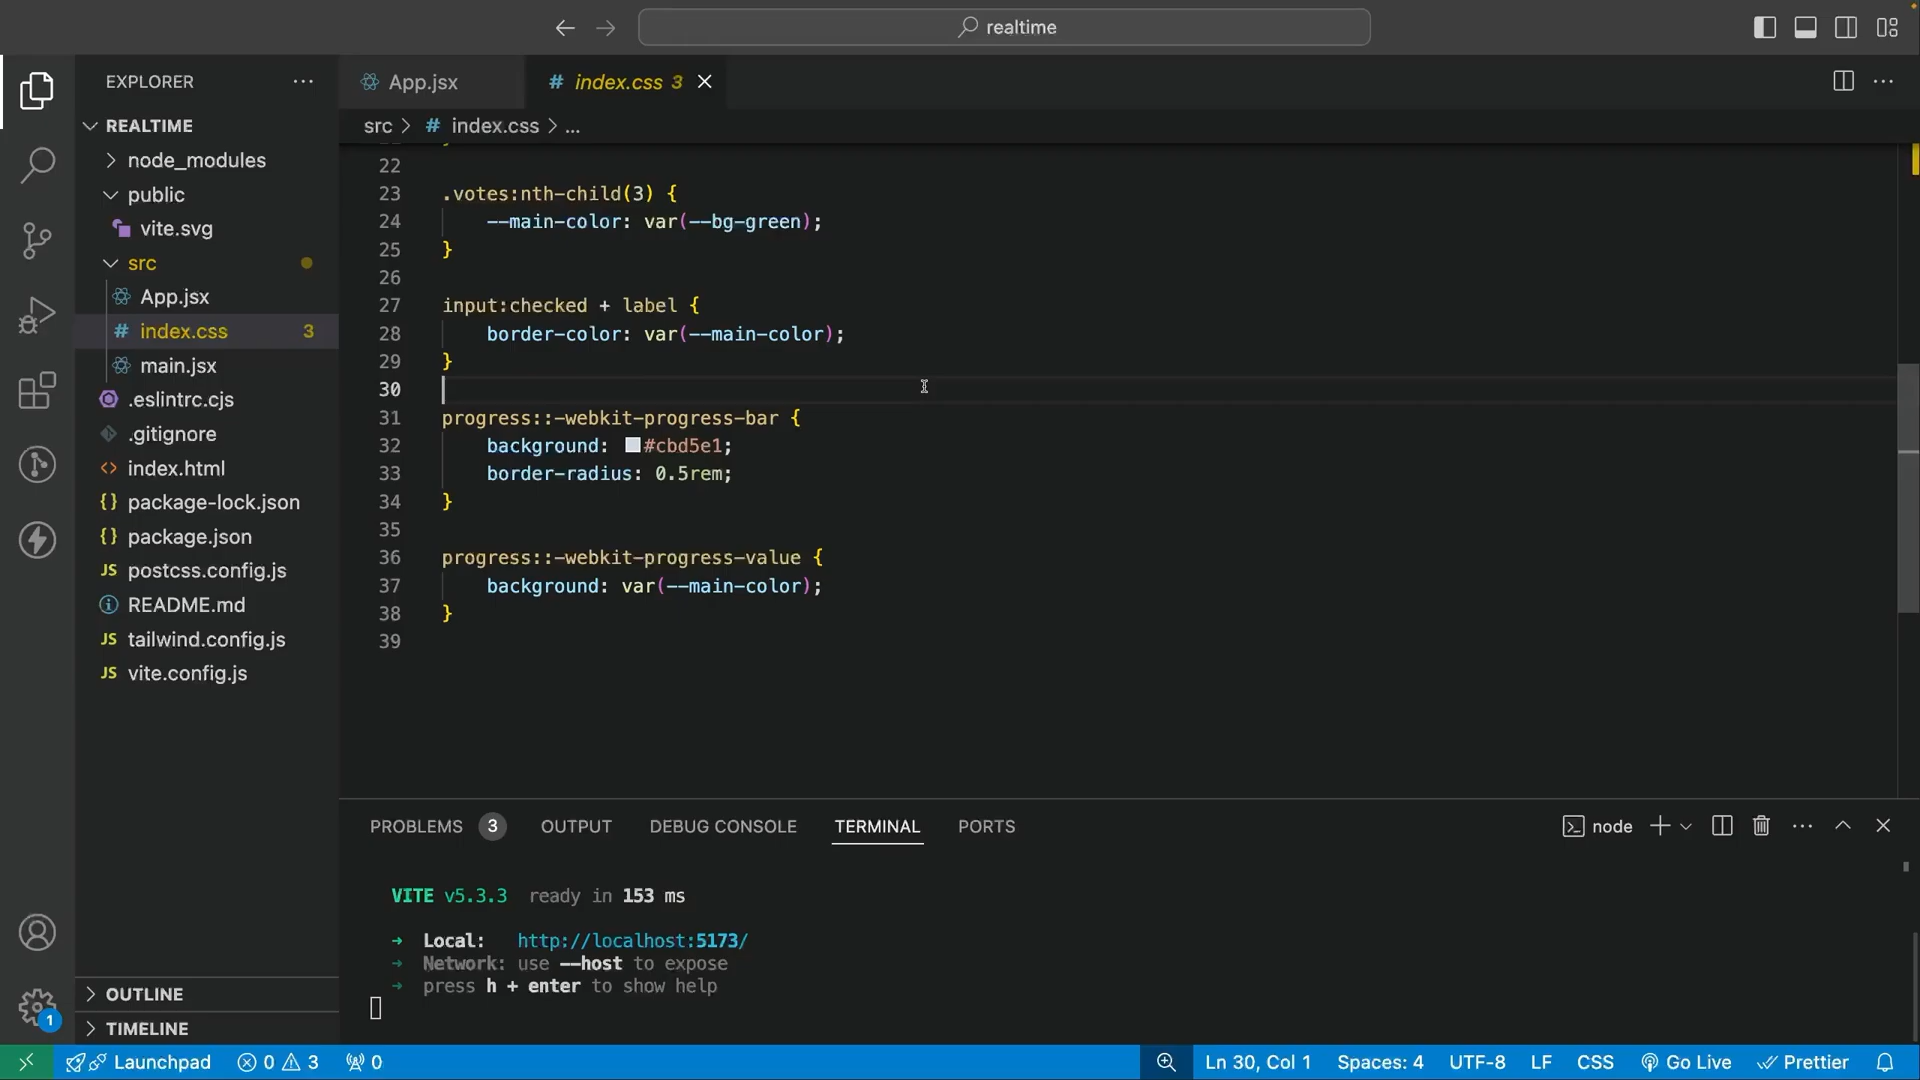 realtime
EXPLORER
REALTIME
node_modules
public
vite.svg
src
App.jsx
index.css 3
main.jsx
.eslintrc.cjs
.gitignore
index.html
package-lock.json
package.json
postcss.config.js
README.md
tailwind.config.js
vite.config.js
OUTLINE
TIMELINE
App.jsx
# index.css 3
src > # index.css > ...
22
23 .votes:nth-child(3) {
24 --main-color: var(--bg-green);
25 }
26
27 input:checked + label {
28 border-color: var(--main-color);
29 }
30
31 progress::-webkit-progress-bar {
32 background: #cbd5e1;
33 border-radius: 0.5rem;
34 }
35
36 progress::-webkit-progress-value {
37 background: var(--main-color);
38 }
39
PROBLEMS 3 OUTPUT DEBUG CONSOLE TERMINAL PORTS
node
VITE v5.3.3 ready in 153 ms
➜ Local: http://localhost:5173/
➜ Network: use --host to expose
➜ press h + enter to show help
1
Launchpad 0 3 0
Ln 30, Col 1 Spaces: 4 UTF-8 LF CSS Go Live Prettier